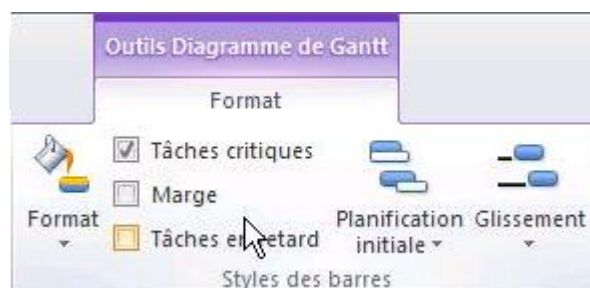 Outils Diagramme de Gantt
Format
Tâches critiques
Marge
Tâches en retard
Format
Planification
initiale
Glissement
Styles des barres